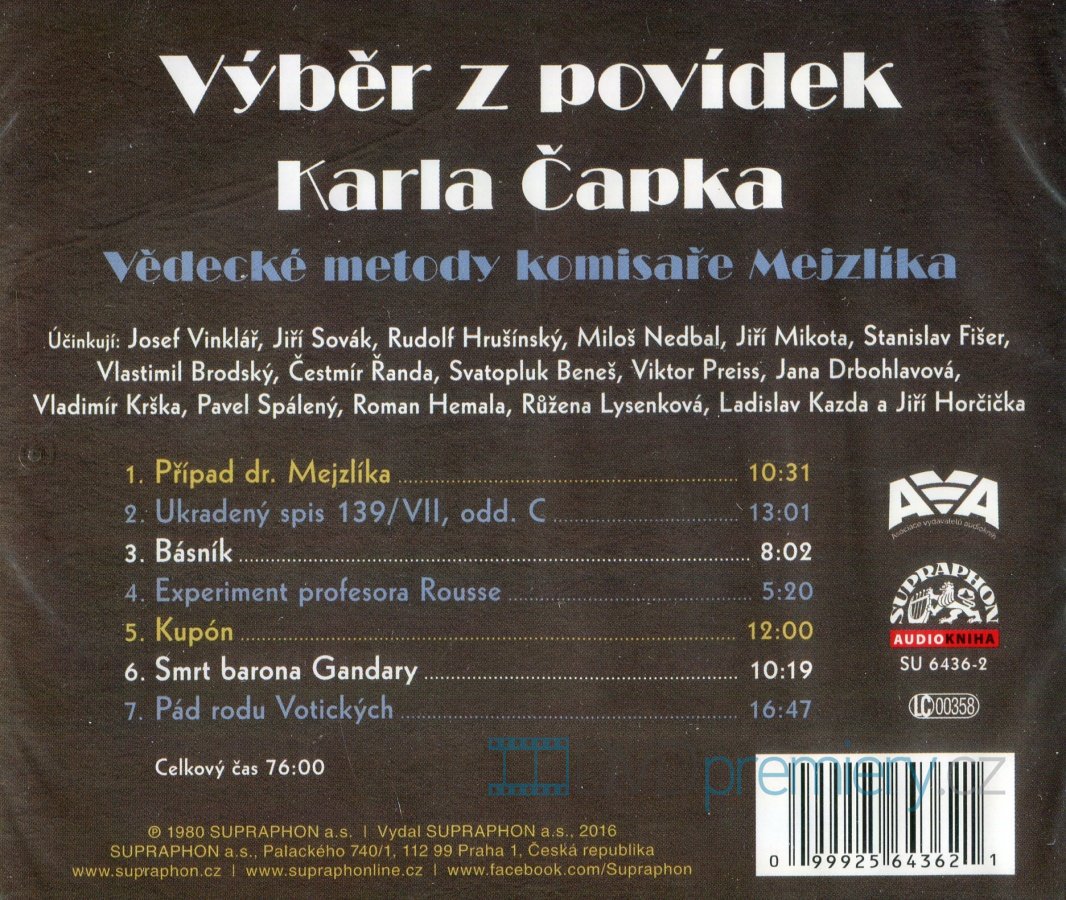 Výběr z povídek
Karla Čapka
Vědecké metody komisaře Mejzlíka
Účinkují: Josef Vinklář, Jiří Sovák, Rudolf Hrušínský, Miloš Nedbal, Jiří Mikota, Stanislav Fišer,
Vlastimil Brodský, Čestmír Řanda, Svatopluk Beneš, Viktor Preiss, Jana Drbohlavová,
Vladimír Krška, Pavel Spálený, Roman Hemala, Růžena Lysenková, Ladislav Kazda a Jiří Horčička
1. Případ dr. Mejzlíka 10:31
2. Ukradený spis 139/VII, odd. C 13:01
3. Básník 8:02
4. Experiment profesora Rousse 5:20
5. Kupón 12:00
6. Smrt barona Gandary 10:19
7. Pád rodu Votických 16:47
Celkový čas 76:00
AVA
Asociace vydavatelů audioknih
SUPRAPHON
AUDIOKNIHA
SU 6436-2
LC 00358
premiery.cz
℗ 1980 SUPRAPHON a.s. | Vydal SUPRAPHON a.s., 2016
SUPRAPHON a.s., Palackého 740/1, 112 99 Praha 1, Česká republika
www.supraphon.cz | www.supraphonline.cz | www.facebook.com/Supraphon
0 99925 64362 1